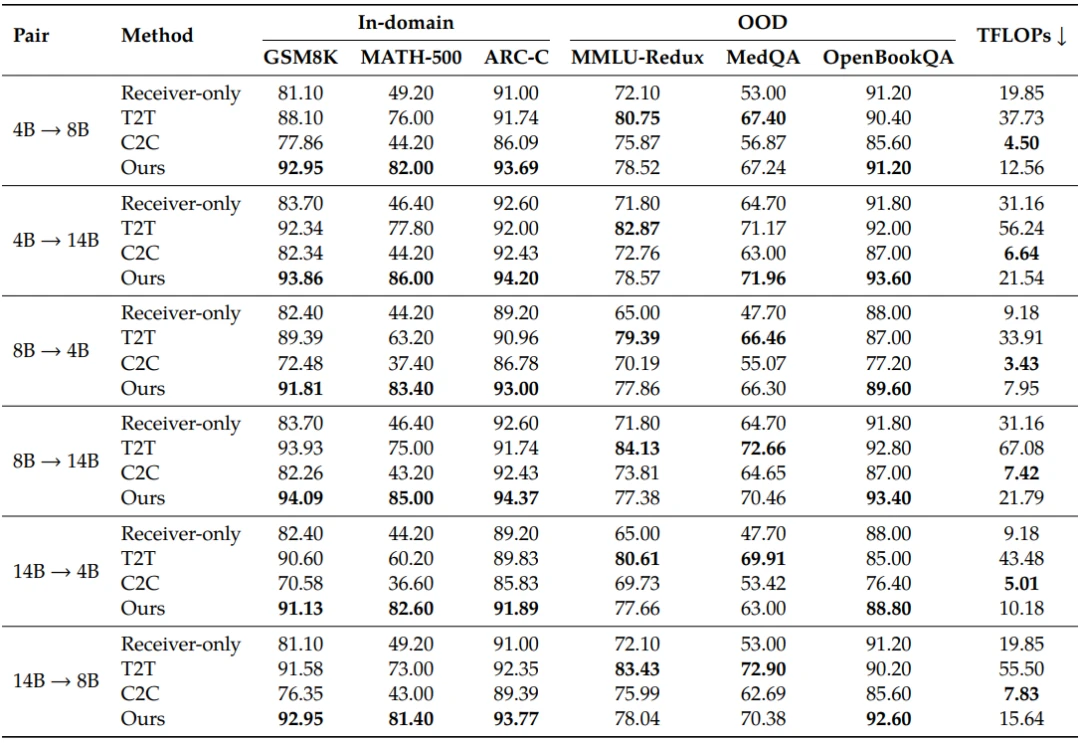 Pair Method In-domain OOD TFLOPs ↓
GSM8K MATH-500 ARC-C MMLU-Redux MedQA OpenBookQA
4B → 8B
Receiver-only 81.10 49.20 91.00 72.10 53.00 91.20 19.85
T2T 88.10 76.00 91.74 80.75 67.40 90.40 37.73
C2C 77.86 44.20 86.09 75.87 56.87 85.60 4.50
Ours 92.95 82.00 93.69 78.52 67.24 91.20 12.56
4B → 14B
Receiver-only 83.70 46.40 92.60 71.80 64.70 91.80 31.16
T2T 92.34 77.80 92.00 82.87 71.17 92.00 56.24
C2C 82.34 44.20 92.43 72.76 63.00 87.00 6.64
Ours 93.86 86.00 94.20 78.57 71.96 93.60 21.54
8B → 4B
Receiver-only 82.40 44.20 89.20 65.00 47.70 88.00 9.18
T2T 89.39 63.20 90.96 79.39 66.46 87.00 33.91
C2C 72.48 37.40 86.78 70.19 55.07 77.20 3.43
Ours 91.81 83.40 93.00 77.86 66.30 89.60 7.95
8B → 14B
Receiver-only 83.70 46.40 92.60 71.80 64.70 91.80 31.16
T2T 93.93 75.00 91.74 84.13 72.66 92.80 67.08
C2C 82.26 43.20 92.43 73.81 64.65 87.00 7.42
Ours 94.09 85.00 94.37 77.38 70.46 93.40 21.79
14B → 4B
Receiver-only 82.40 44.20 89.20 65.00 47.70 88.00 9.18
T2T 90.60 60.20 89.83 80.61 69.91 85.00 43.48
C2C 70.58 36.60 85.83 69.73 53.42 76.40 5.01
Ours 91.13 82.60 91.89 77.66 63.00 88.80 10.18
14B → 8B
Receiver-only 81.10 49.20 91.00 72.10 53.00 91.20 19.85
T2T 91.58 73.00 92.35 83.43 72.90 90.20 55.50
C2C 76.35 43.00 89.39 75.99 62.69 85.60 7.83
Ours 92.95 81.40 93.77 78.04 70.38 92.60 15.64